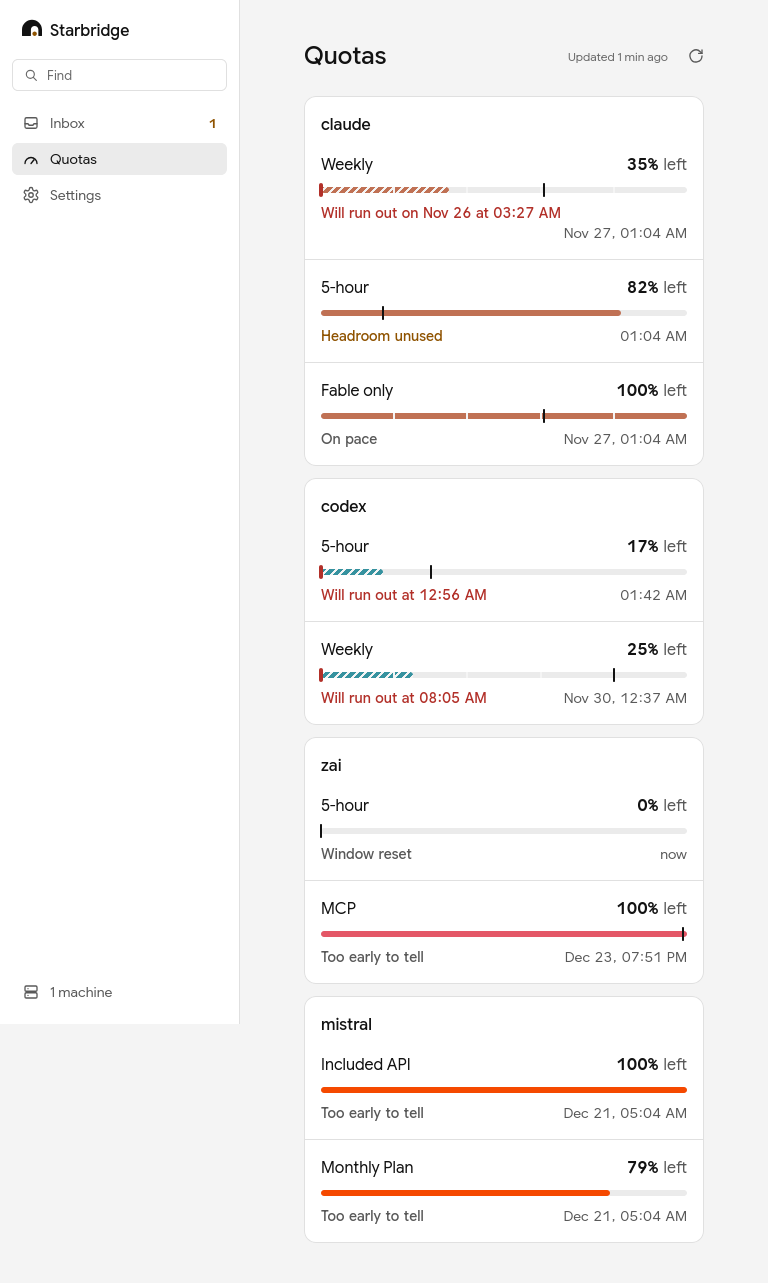 Starbridge
Find
Inbox 1
Quotas
Settings
1 machine
Quotas
Updated 1 min ago
claude
Weekly 35% left
Will run out on Nov 26 at 03:27 AM
Nov 27, 01:04 AM
5-hour 82% left
Headroom unused 01:04 AM
Fable only 100% left
On pace Nov 27, 01:04 AM
codex
5-hour 17% left
Will run out at 12:56 AM 01:42 AM
Weekly 25% left
Will run out at 08:05 AM Nov 30, 12:37 AM
zai
5-hour 0% left
Window reset now
MCP 100% left
Too early to tell Dec 23, 07:51 PM
mistral
Included API 100% left
Too early to tell Dec 21, 05:04 AM
Monthly Plan 79% left
Too early to tell Dec 21, 05:04 AM